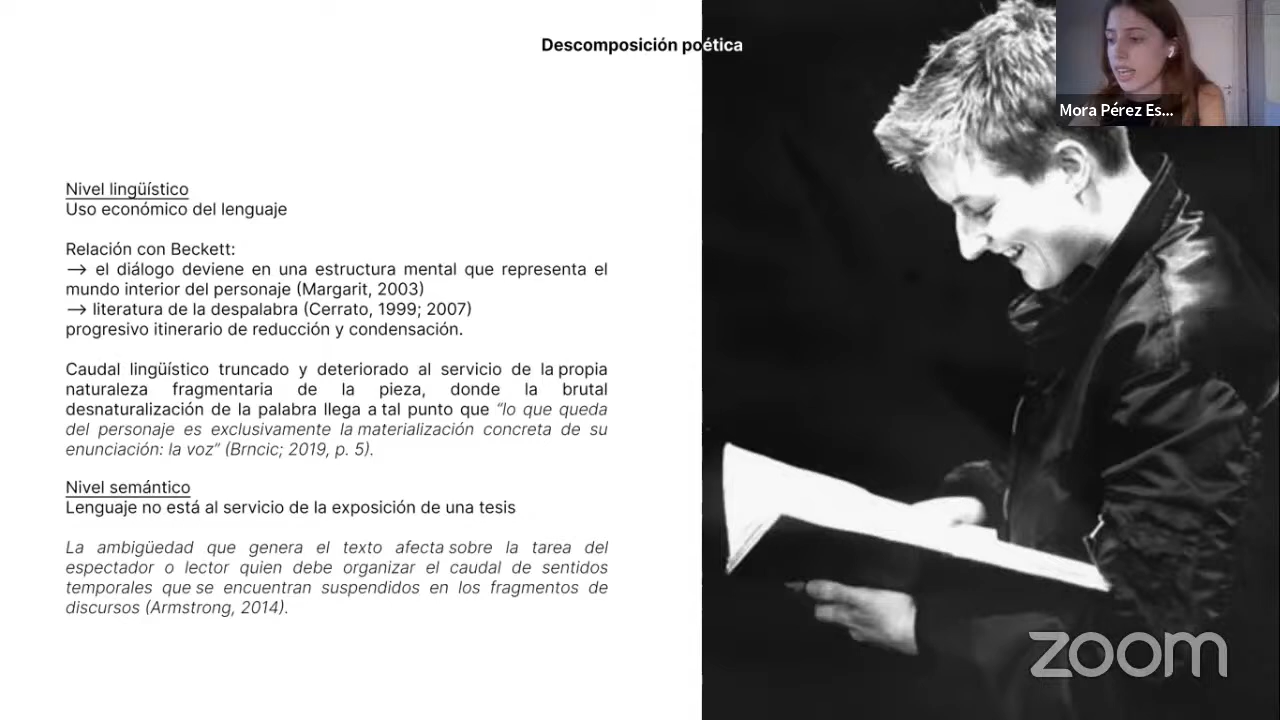 Descomposición poética
Mora Pérez Es...
Nivel lingüístico
Uso económico del lenguaje
Relación con Beckett:
→ el diálogo deviene en una estructura mental que representa el
mundo interior del personaje (Margarit, 2003)
→ literatura de la despalabra (Cerrato, 1999; 2007)
progresivo itinerario de reducción y condensación.
Caudal lingüístico truncado y deteriorado al servicio de la propia
naturaleza fragmentaria de la pieza, donde la brutal
desnaturalización de la palabra llega a tal punto que “lo que queda
del personaje es exclusivamente la materialización concreta de su
enunciación: la voz” (Brncic; 2019, p. 5).
Nivel semántico
Lenguaje no está al servicio de la exposición de una tesis
La ambigüedad que genera el texto afecta sobre la tarea del
espectador o lector quien debe organizar el caudal de sentidos
temporales que se encuentran suspendidos en los fragmentos de
discursos (Armstrong, 2014).
zoom